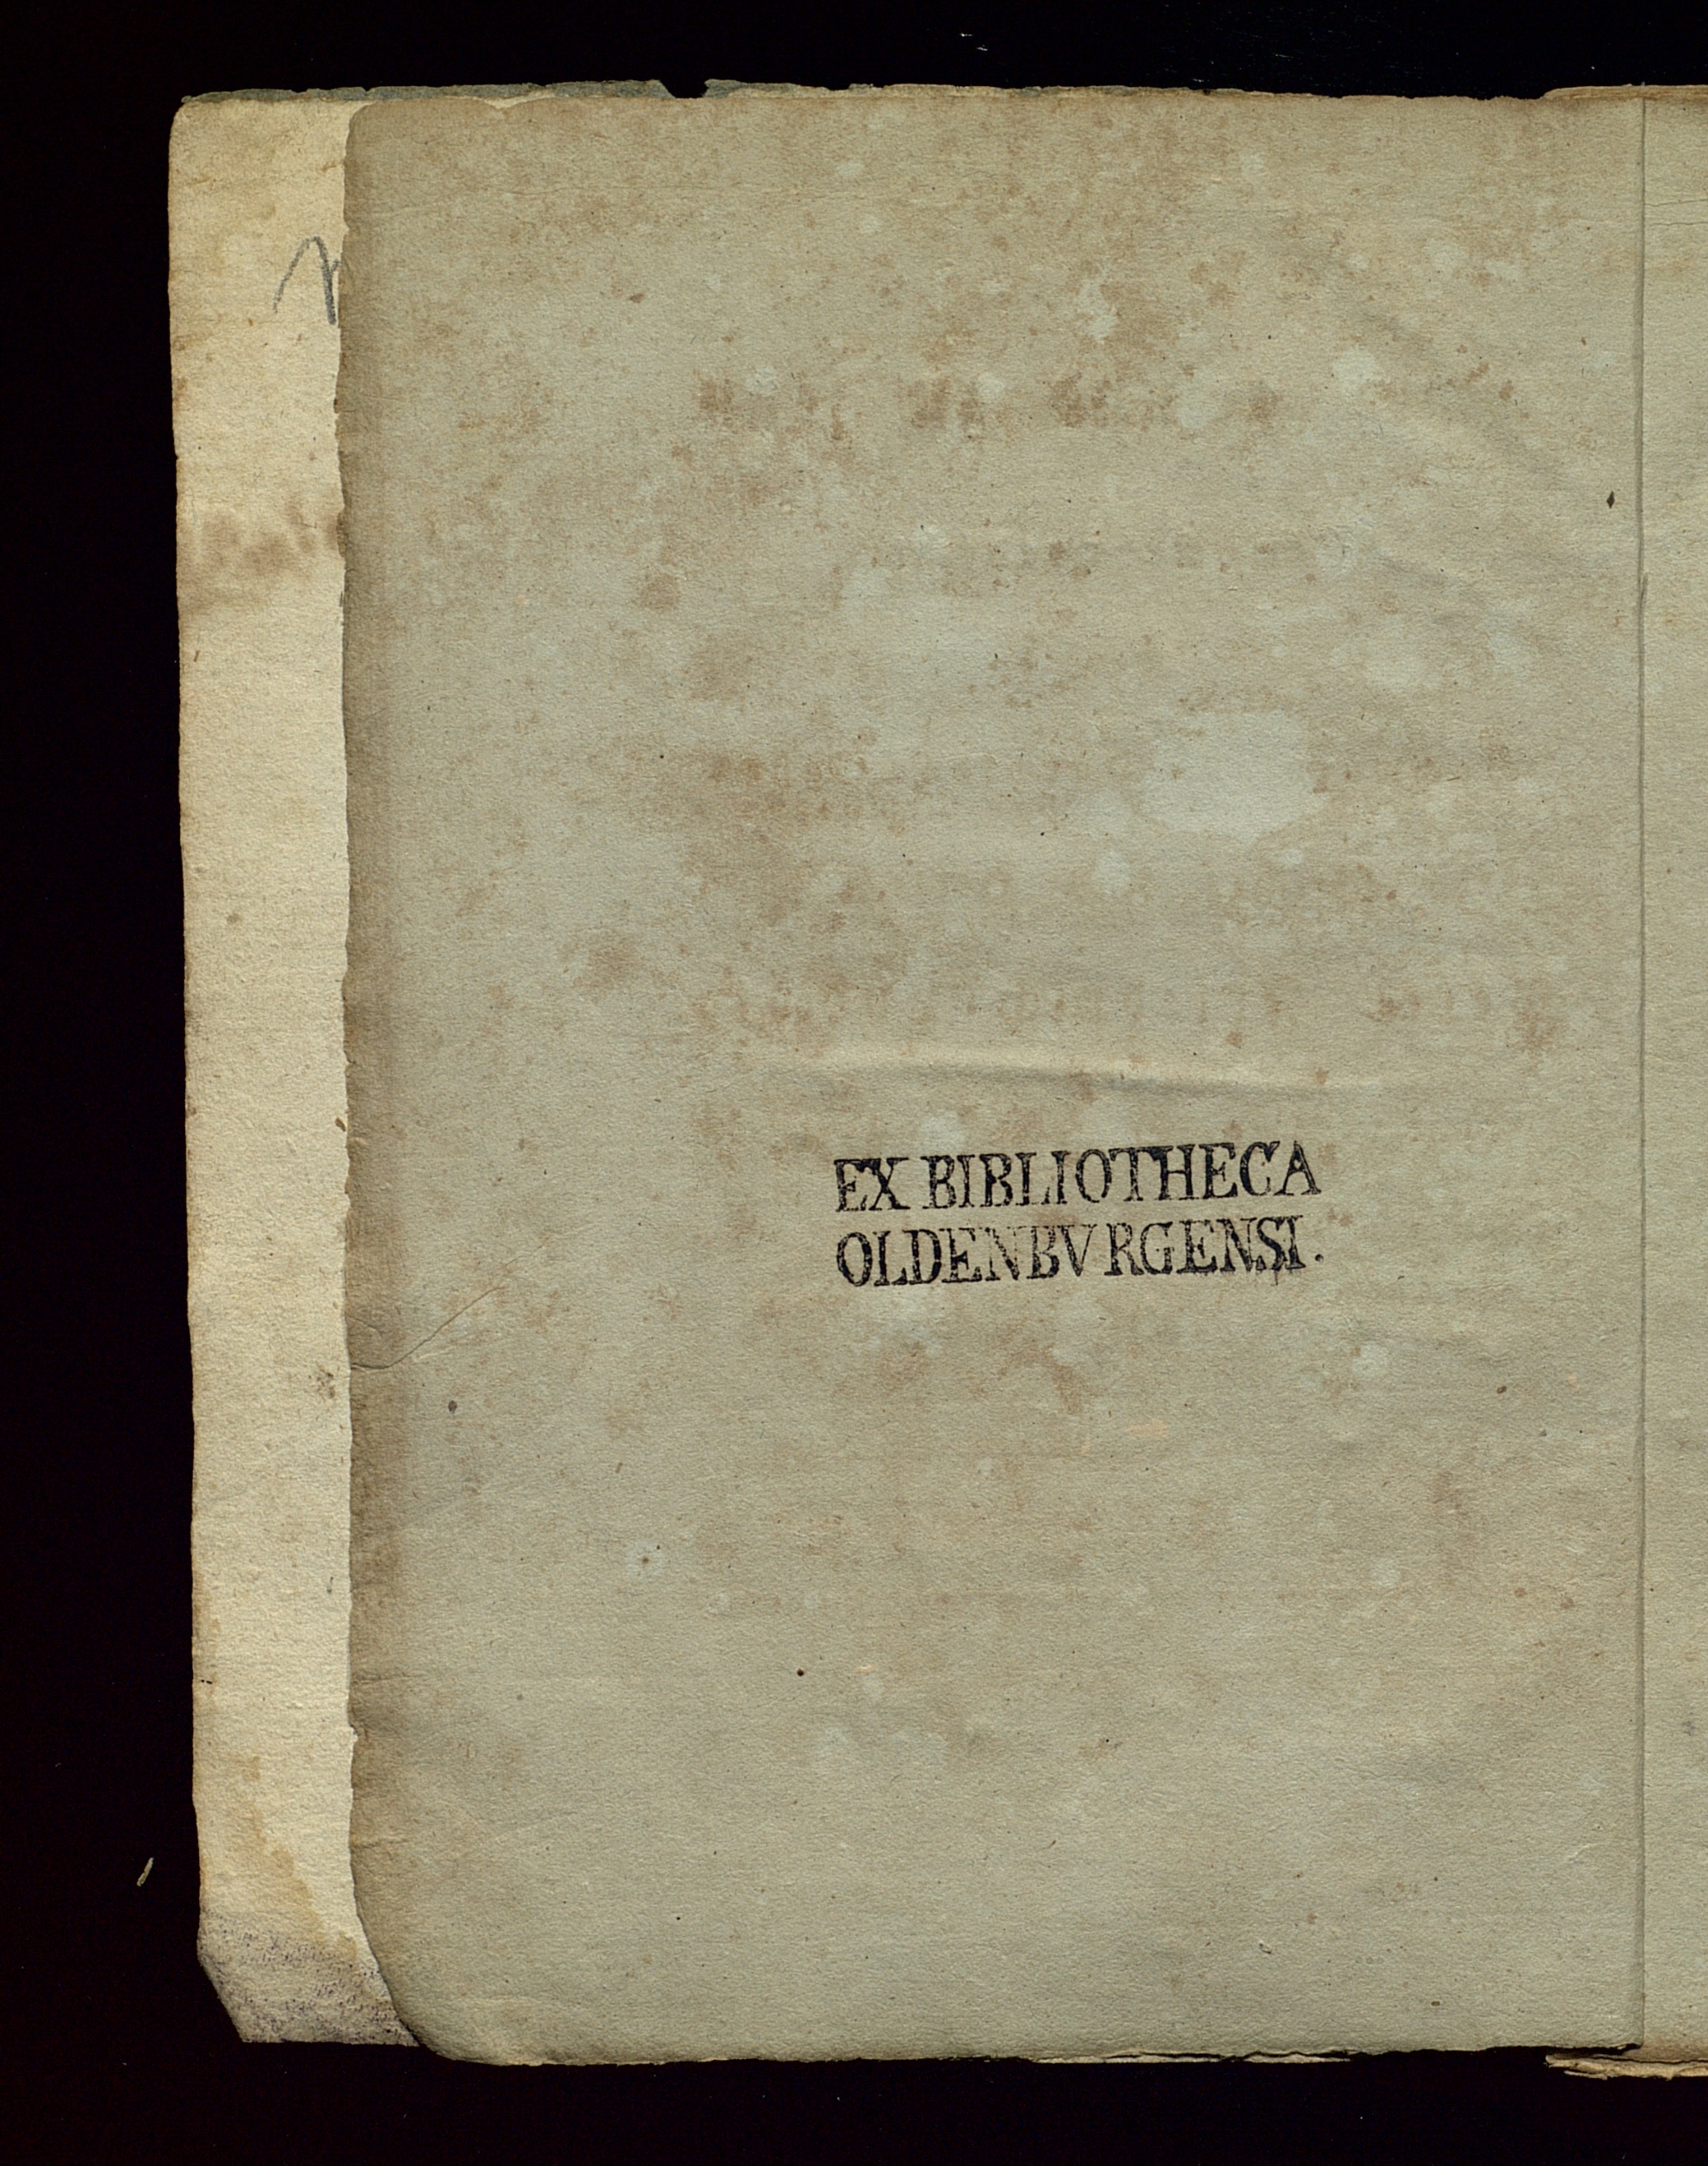 EX BIBLIOTHECA
OLDENBVRGENSI.